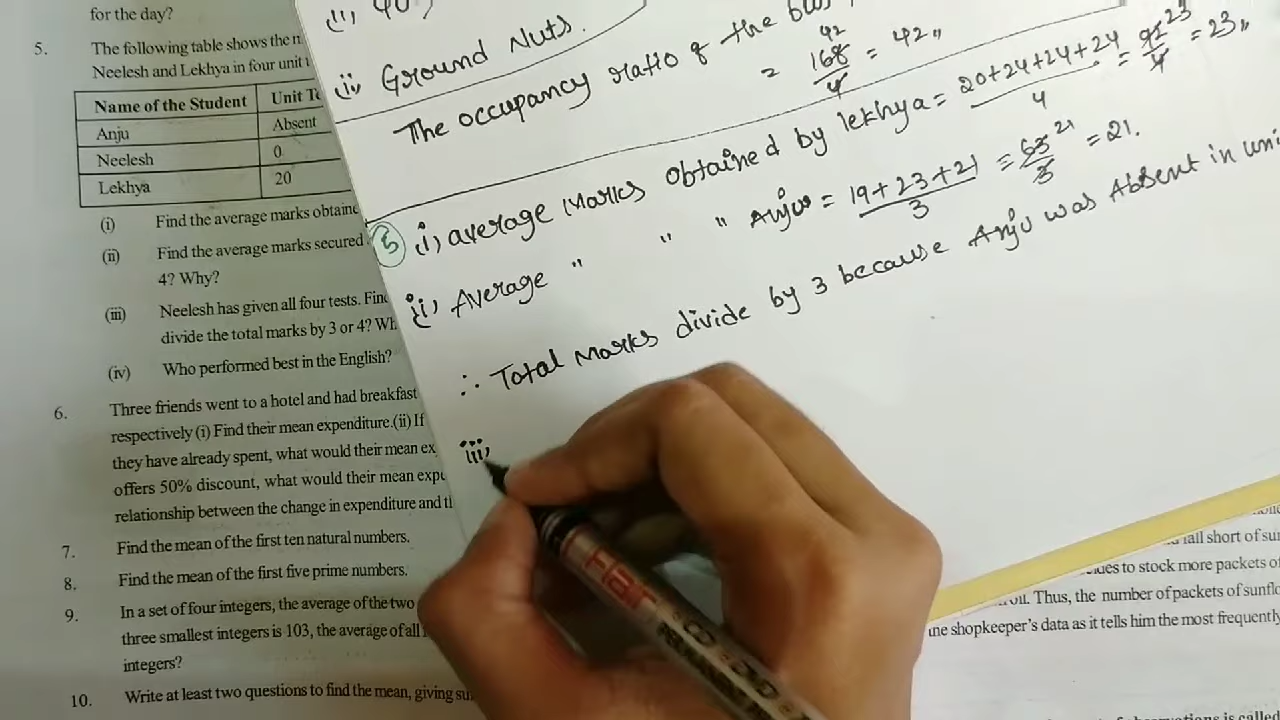 for the day?
5. The following table shows the n
Neelesh and Lekhya in four unit t
Name of the Student Unit Te
Anju Absent
Neelesh 0
Lekhya 20
(i) Find the average marks obtaine
(ii) Find the average marks secured
4? Why?
(iii) Neelesh has given all four tests. Find
divide the total marks by 3 or 4? Wh
(iv) Who performed best in the English?
6. Three friends went to a hotel and had breakfast
respectively (i) Find their mean expenditure.(ii) If
they have already spent, what would their mean ex
offers 50% discount, what would their mean expe
relationship between the change in expenditure and th
7. Find the mean of the first ten natural numbers.
8. Find the mean of the first five prime numbers.
9. In a set of four integers, the average of the two
three smallest integers is 103, the average of all
integers?
10. Write at least two questions to find the mean, giving su
(ii) Ground Nuts.
The occupancy ratio of the bus
= 168/4 42 = 42"
(5) (i) average Marks obtained by lekhya = 20+24+24+24/4 = 92/4 23 = 23"
(ii) Average " " " Anju = 19+23+21/3 = 63/3 21 = 21.
∴ Total Marks divide by 3 because Anju was Absent in uni
iii)
fall short of su
ides to stock more packets of
oil. Thus, the number of packets of sunflo
the shopkeeper's data as it tells him the most frequently